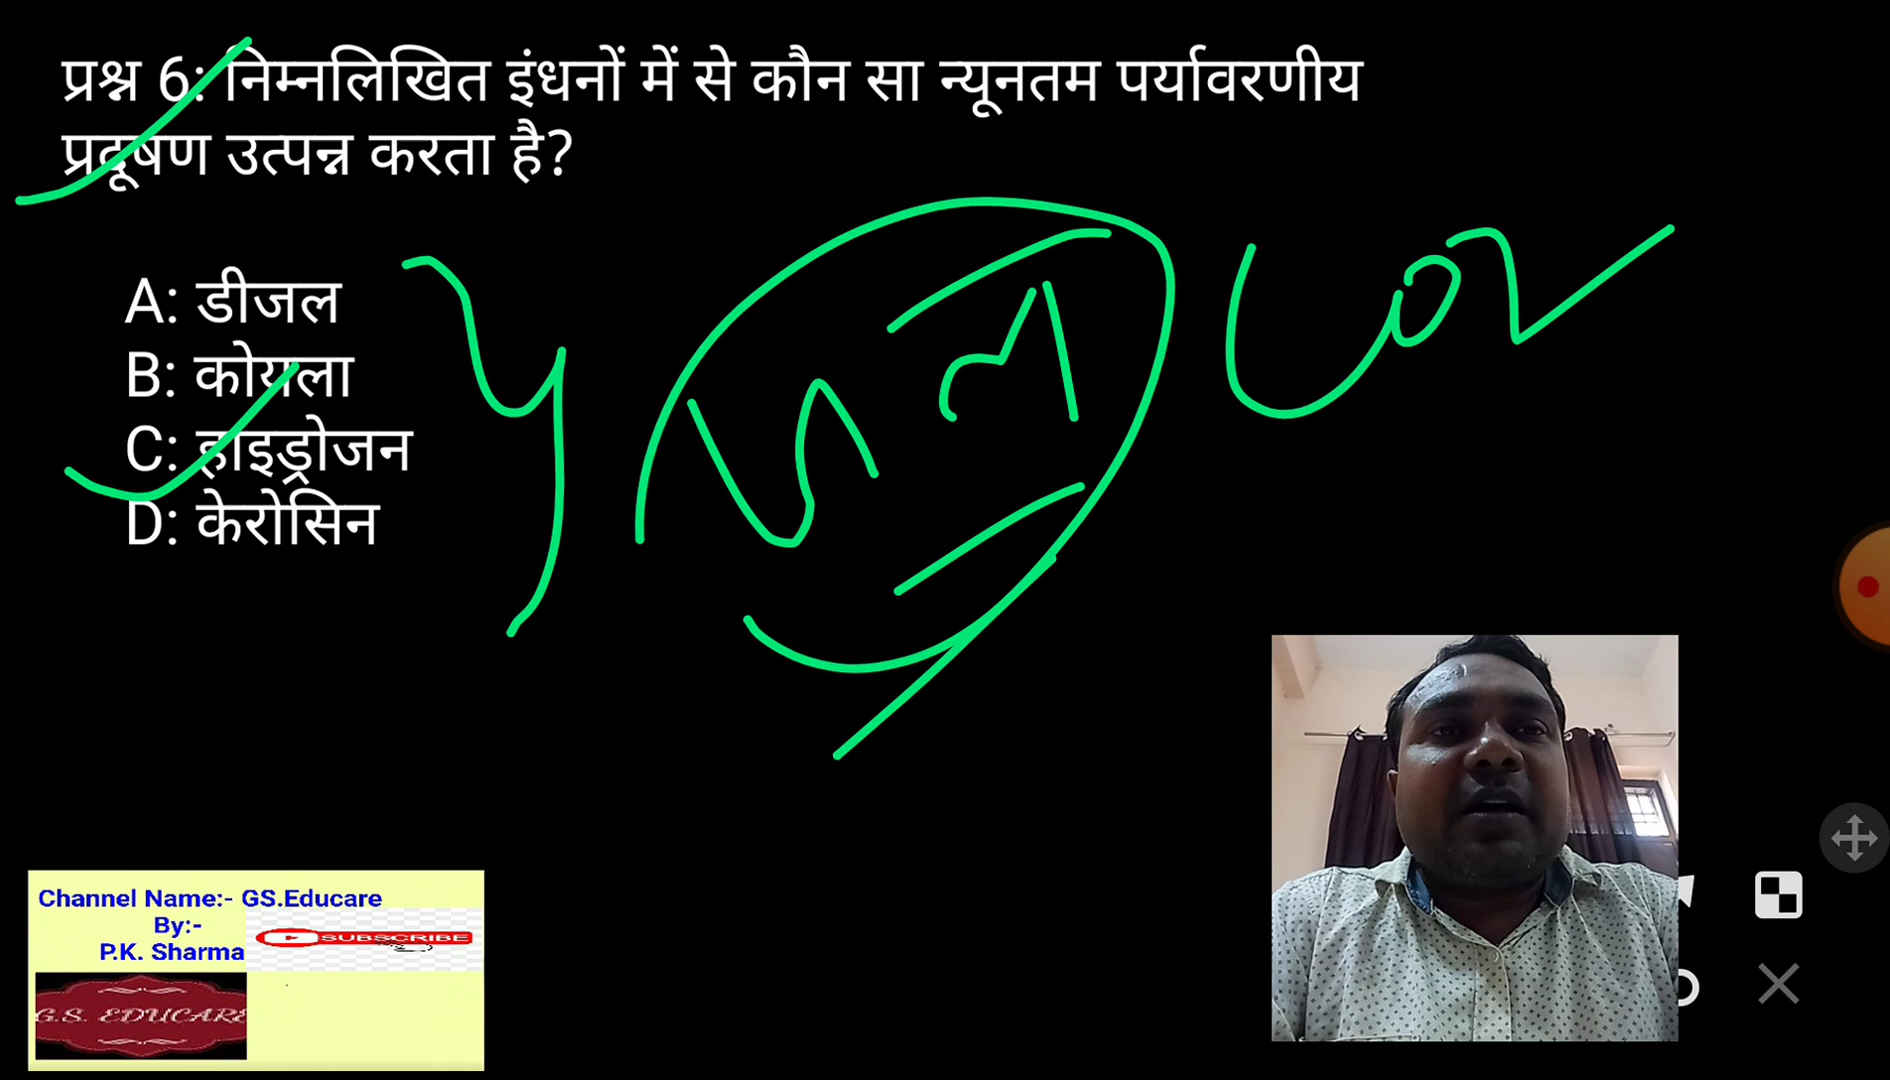 प्रश्न 6: निम्नलिखित इंधनों में से कौन सा न्यूनतम पर्यावरणीय
प्रदूषण उत्पन्न करता है?
A: डीजल
B: कोयला
C: हाइड्रोजन
D: केरोसिन
Channel Name:- GS.Educare
By:-
P.K. Sharma
SUBSCRIBE
G.S. EDUCARE